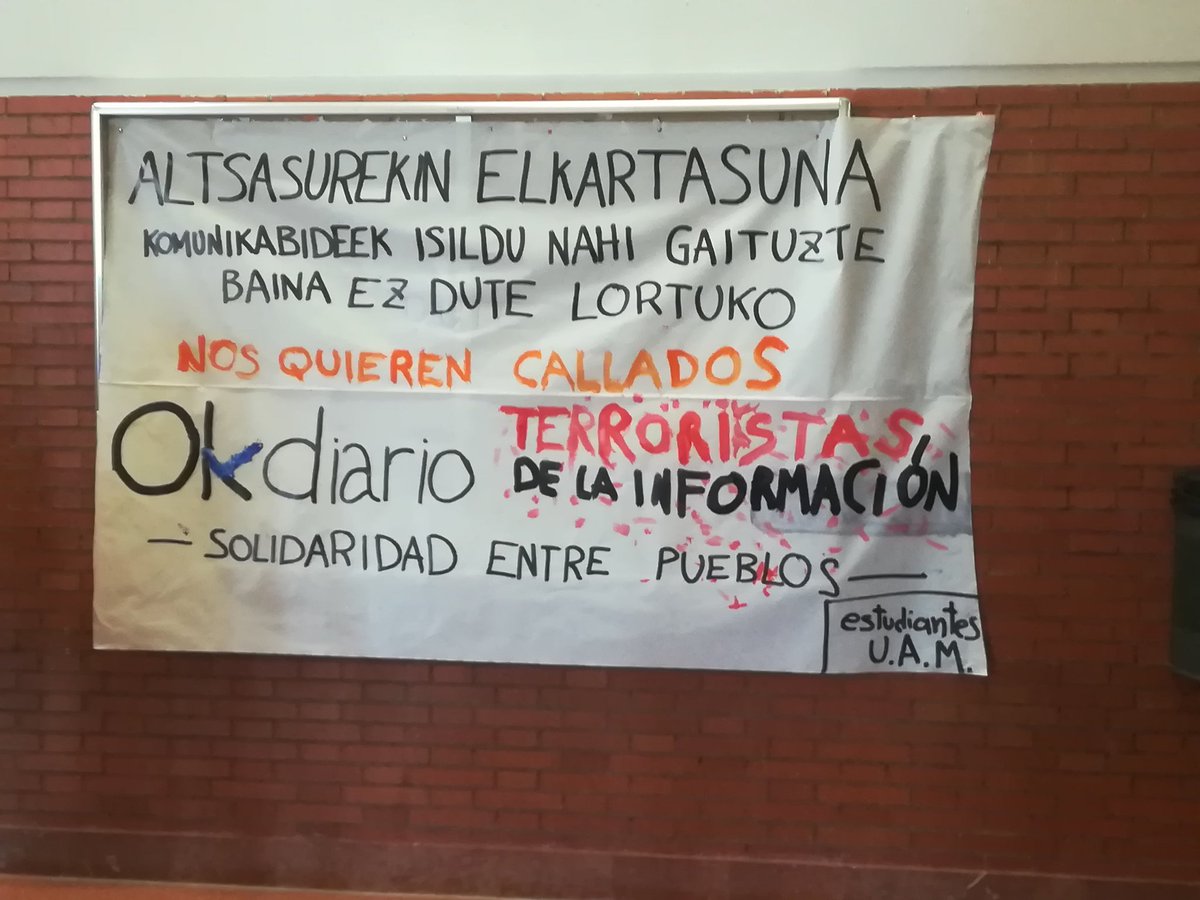 ALTSASUREKIN ELKARTASUNA
KOMUNIKABIDEEK ISILDU NAHI GAITUZTE
BAINA EZ DUTE LORTUKO
NOS QUIEREN CALLADOS
Okdiario TERRORISTAS
DE LA INFORMACIÓN
— SOLIDARIDAD ENTRE PUEBLOS —
estudiantes
U.A.M.